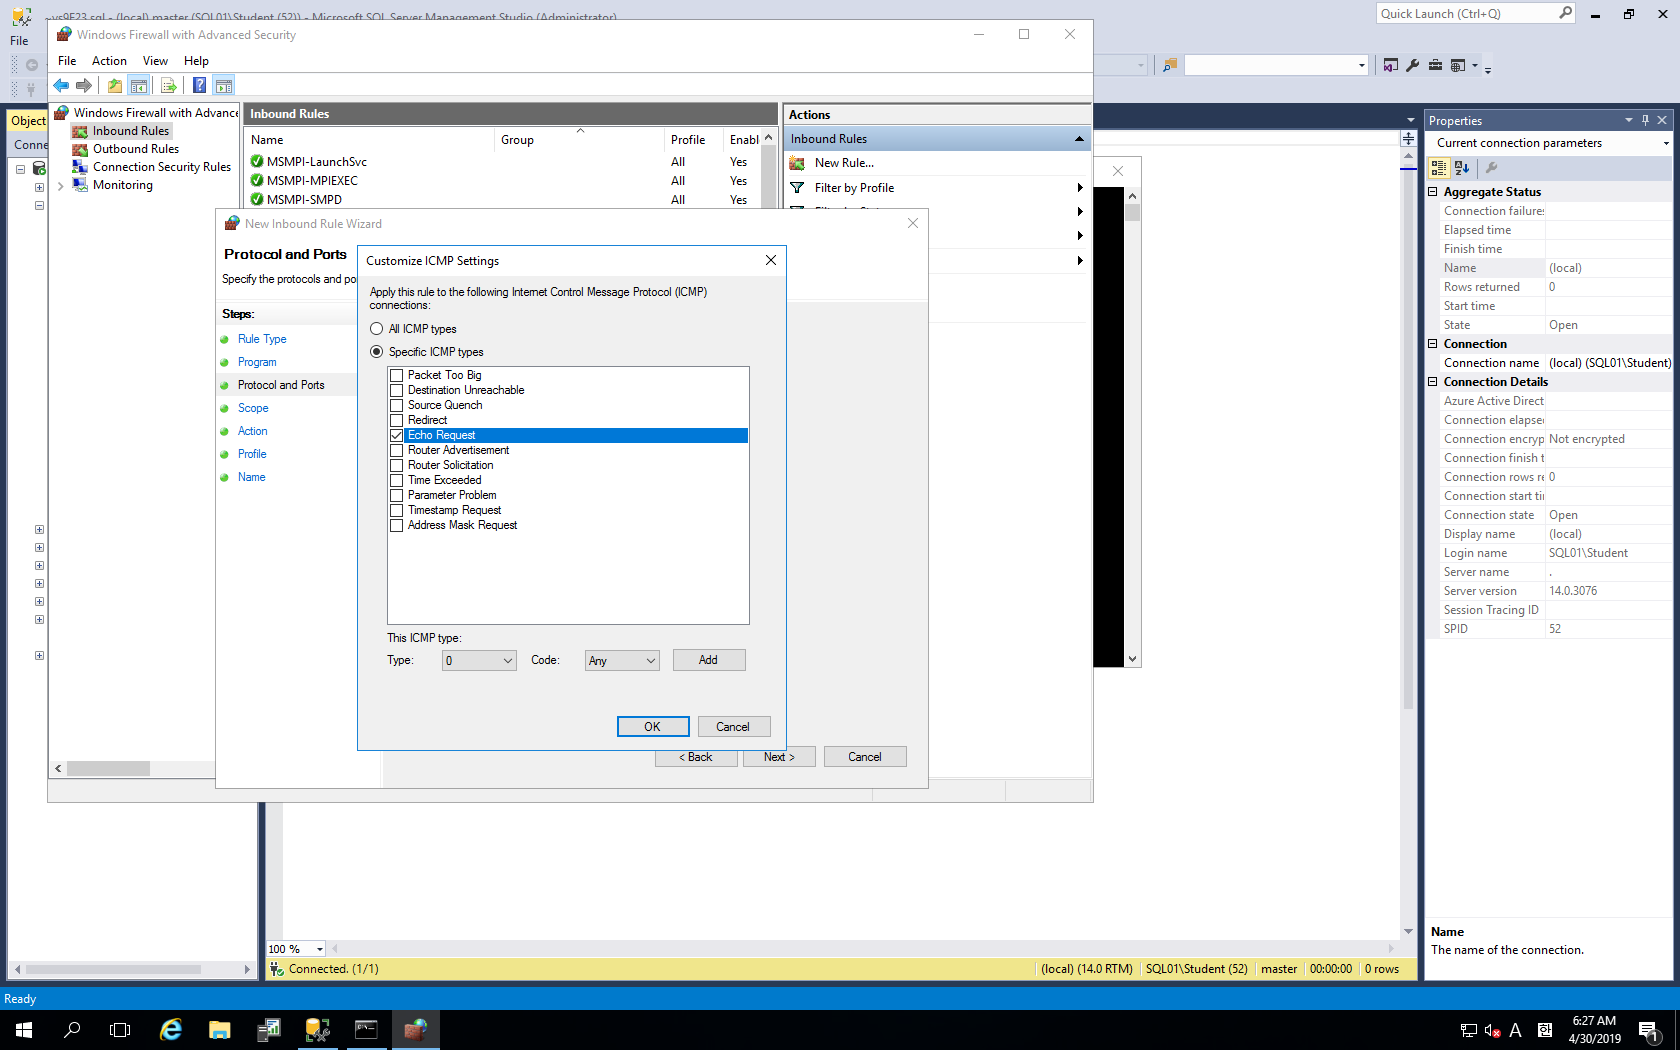 ~vs9F23.sql - (local).master (SQL01\Student (52)) - Microsoft SQL Server Management Studio (Administrator)
Quick Launch (Ctrl+Q)
File
Windows Firewall with Advanced Security
File Action View Help
Object
Conne
Windows Firewall with Advance
Inbound Rules
Outbound Rules
Connection Security Rules
Monitoring
Inbound Rules
Name Group Profile Enabl
MSMPI-LaunchSvc All Yes
MSMPI-MPIEXEC All Yes
MSMPI-SMPD All Yes
Actions
Inbound Rules
New Rule...
Filter by Profile
New Inbound Rule Wizard
Protocol and Ports
Specify the protocols and po
Steps:
Rule Type
Program
Protocol and Ports
Scope
Action
Profile
Name
Customize ICMP Settings
Apply this rule to the following Internet Control Message Protocol (ICMP)
connections:
All ICMP types
Specific ICMP types
Packet Too Big
Destination Unreachable
Source Quench
Redirect
Echo Request
Router Advertisement
Router Solicitation
Time Exceeded
Parameter Problem
Timestamp Request
Address Mask Request
This ICMP type:
Type: 0 Code: Any Add
OK Cancel
< Back Next > Cancel
Properties
Current connection parameters
Aggregate Status
Connection failures
Elapsed time
Finish time
Name (local)
Rows returned 0
Start time
State Open
Connection
Connection name (local) (SQL01\Student)
Connection Details
Azure Active Direct
Connection elapse
Connection encryp Not encrypted
Connection finish t
Connection rows re 0
Connection start ti
Connection state Open
Display name (local)
Login name SQL01\Student
Server name .
Server version 14.0.3076
Session Tracing ID
SPID 52
Name
The name of the connection.
100 %
Connected. (1/1) (local) (14.0 RTM) SQL01\Student (52) master 00:00:00 0 rows
Ready
A
6:27 AM
4/30/2019
1